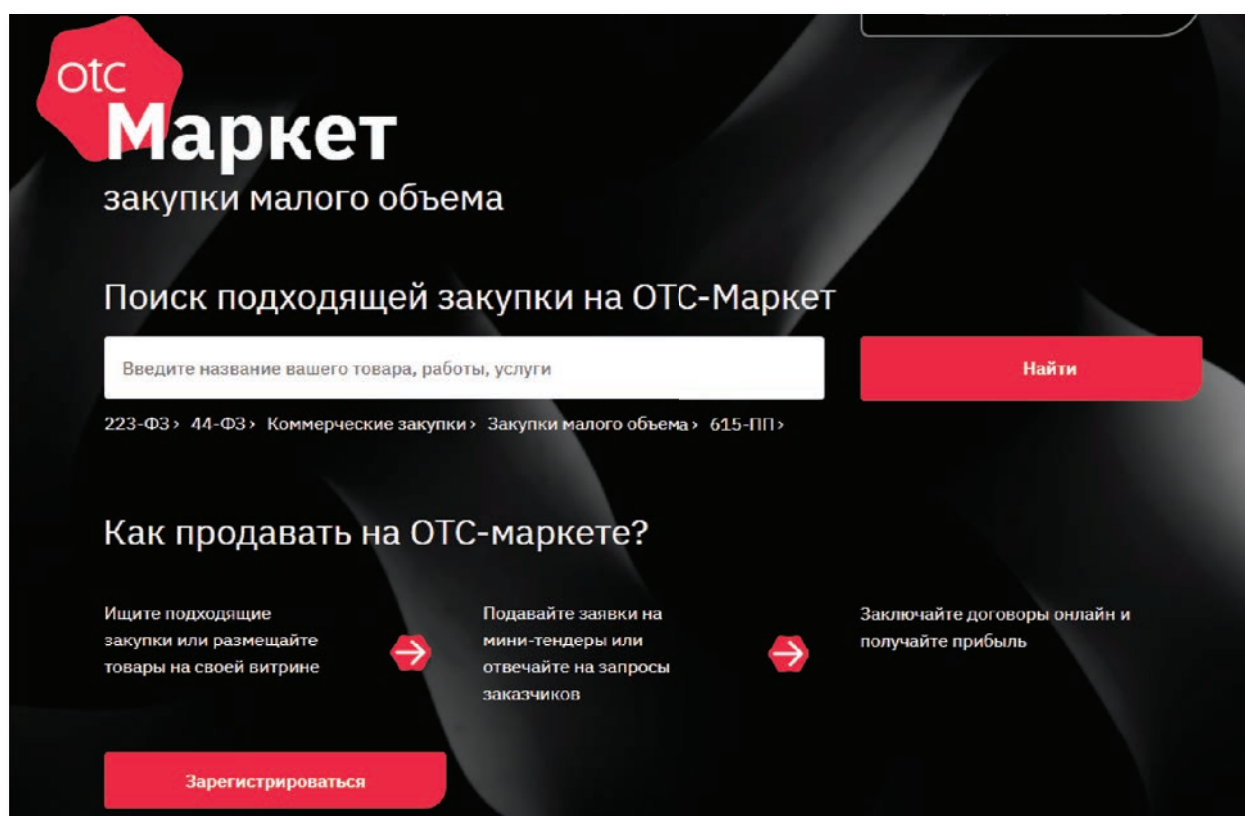 otc
Маркет
закупки малого объема
Поиск подходящей закупки на ОТС-Маркет
Введите название вашего товара, работы, услуги
Найти
223-ФЗ › 44-ФЗ › Коммерческие закупки › Закупки малого объема › 615-ПП ›
Как продавать на ОТС-маркете?
Ищите подходящие
закупки или размещайте
товары на своей витрине
Подавайте заявки на
мини-тендеры или
отвечайте на запросы
заказчиков
Заключайте договоры онлайн и
получайте прибыль
Зарегистрироваться